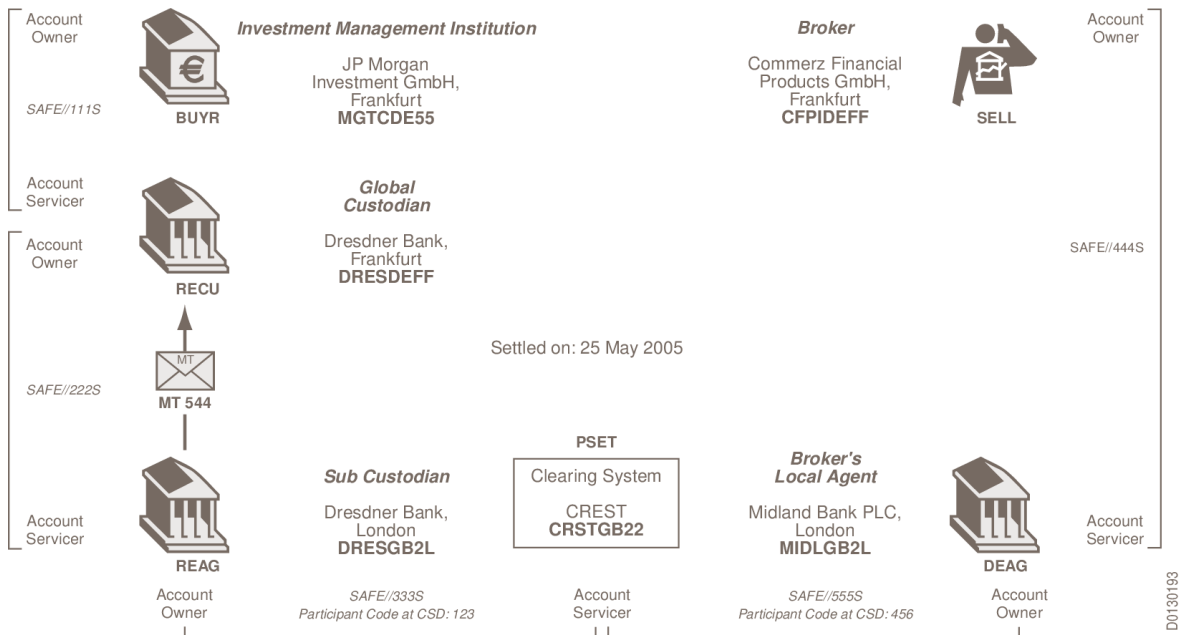 Account
Owner
Investment Management Institution
Broker
Account
Owner
JP Morgan
Investment GmbH,
Frankfurt
MGTCDE55
Commerz Financial
Products GmbH,
Frankfurt
CFPIDEFF
SAFE//111S
BUYR
SELL
Account
Servicer
Global
Custodian
Account
Owner
Dresdner Bank,
Frankfurt
DRESDEFF
SAFE//444S
RECU
Settled on: 25 May 2005
MT
SAFE//222S
MT 544
PSET
Sub Custodian
Clearing System
Broker's
Local Agent
Account
Servicer
Dresdner Bank,
London
DRESGB2L
CREST
CRSTGB22
Midland Bank PLC,
London
MIDLGB2L
Account
Servicer
REAG
DEAG
Account
Owner
SAFE//333S
Participant Code at CSD: 123
Account
Servicer
SAFE//555S
Participant Code at CSD: 456
Account
Owner
D0130193